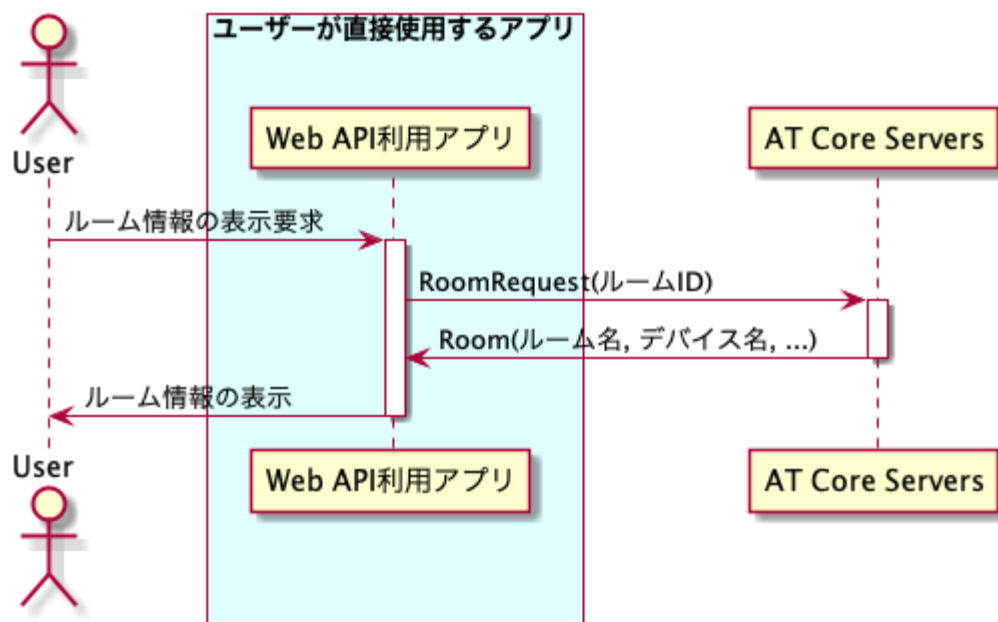 ユーザーが直接使用するアプリ
User
Web API利用アプリ
AT Core Servers
ルーム情報の表示要求
RoomRequest(ルームID)
Room(ルーム名, デバイス名, ...)
ルーム情報の表示
User
Web API利用アプリ
AT Core Servers